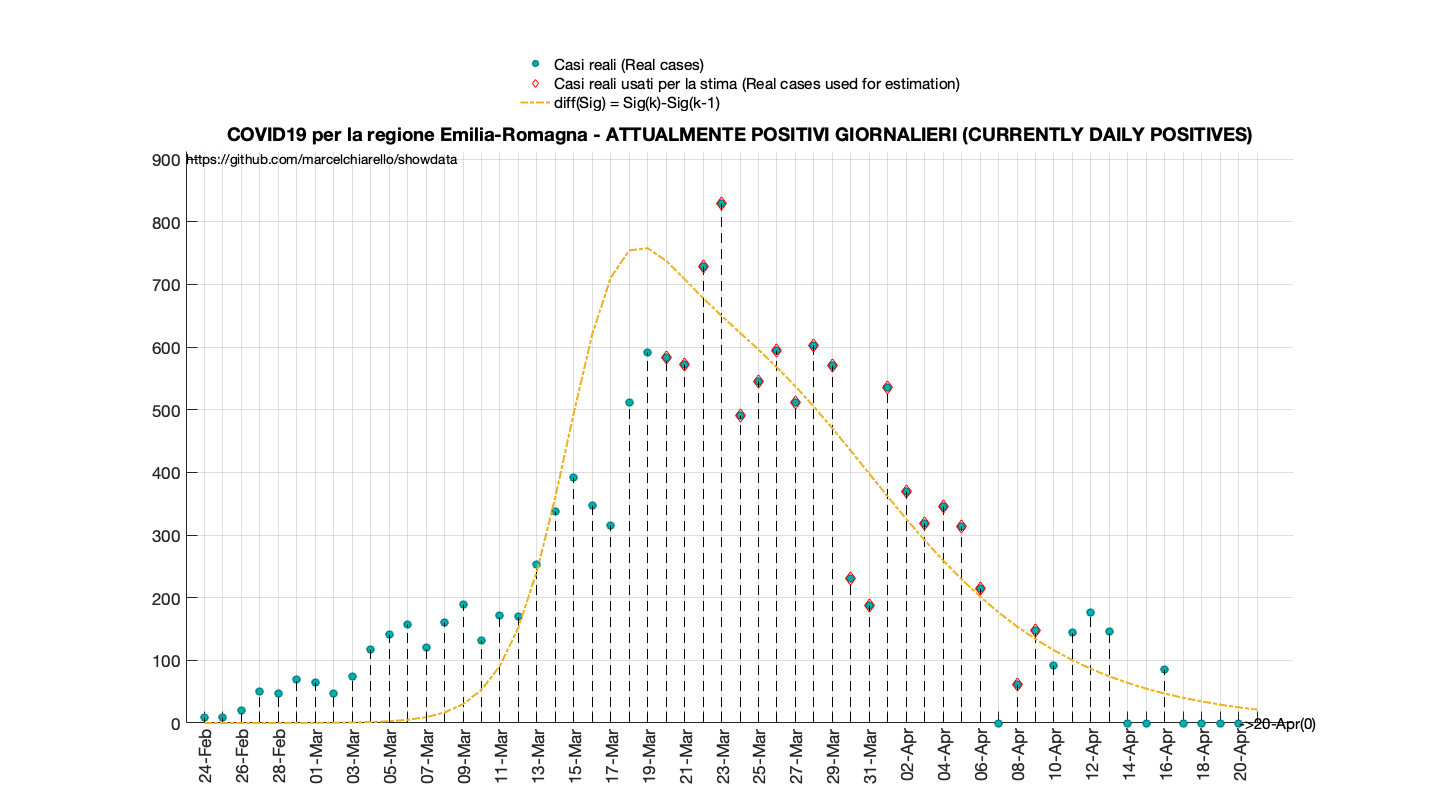 Casi reali (Real cases)
Casi reali usati per la stima (Real cases used for estimation)
diff(Sig) = Sig(k)-Sig(k-1)
COVID19 per la regione Emilia-Romagna - ATTUALMENTE POSITIVI GIORNALIERI (CURRENTLY DAILY POSITIVES)
https://github.com/marcelchiarello/showdata
900
800
700
600
500
400
300
200
100
0
->20-Apr(0)
24-Feb
26-Feb
28-Feb
01-Mar
03-Mar
05-Mar
07-Mar
09-Mar
11-Mar
13-Mar
15-Mar
17-Mar
19-Mar
21-Mar
23-Mar
25-Mar
27-Mar
29-Mar
31-Mar
02-Apr
04-Apr
06-Apr
08-Apr
10-Apr
12-Apr
14-Apr
16-Apr
18-Apr
20-Apr